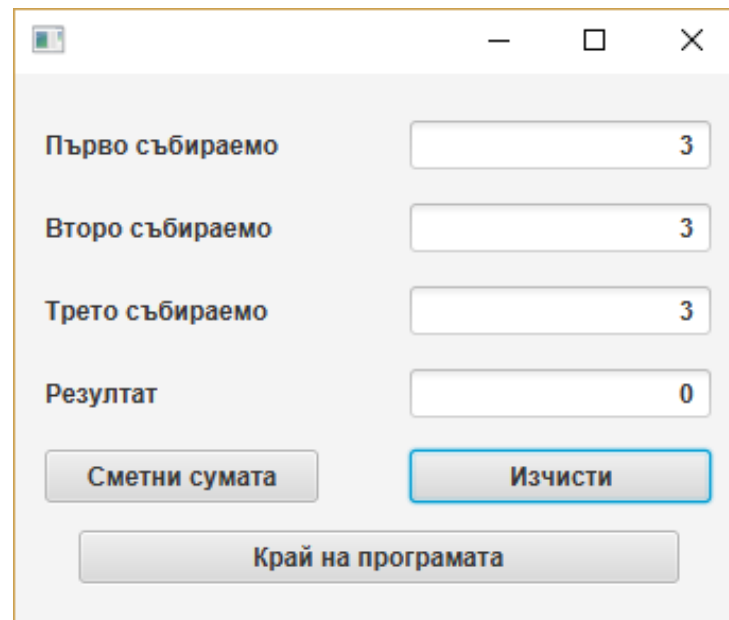 Първо събираемо 3
Второ събираемо 3
Трето събираемо 3
Резултат 0
Сметни сумата Изчисти
Край на програмата